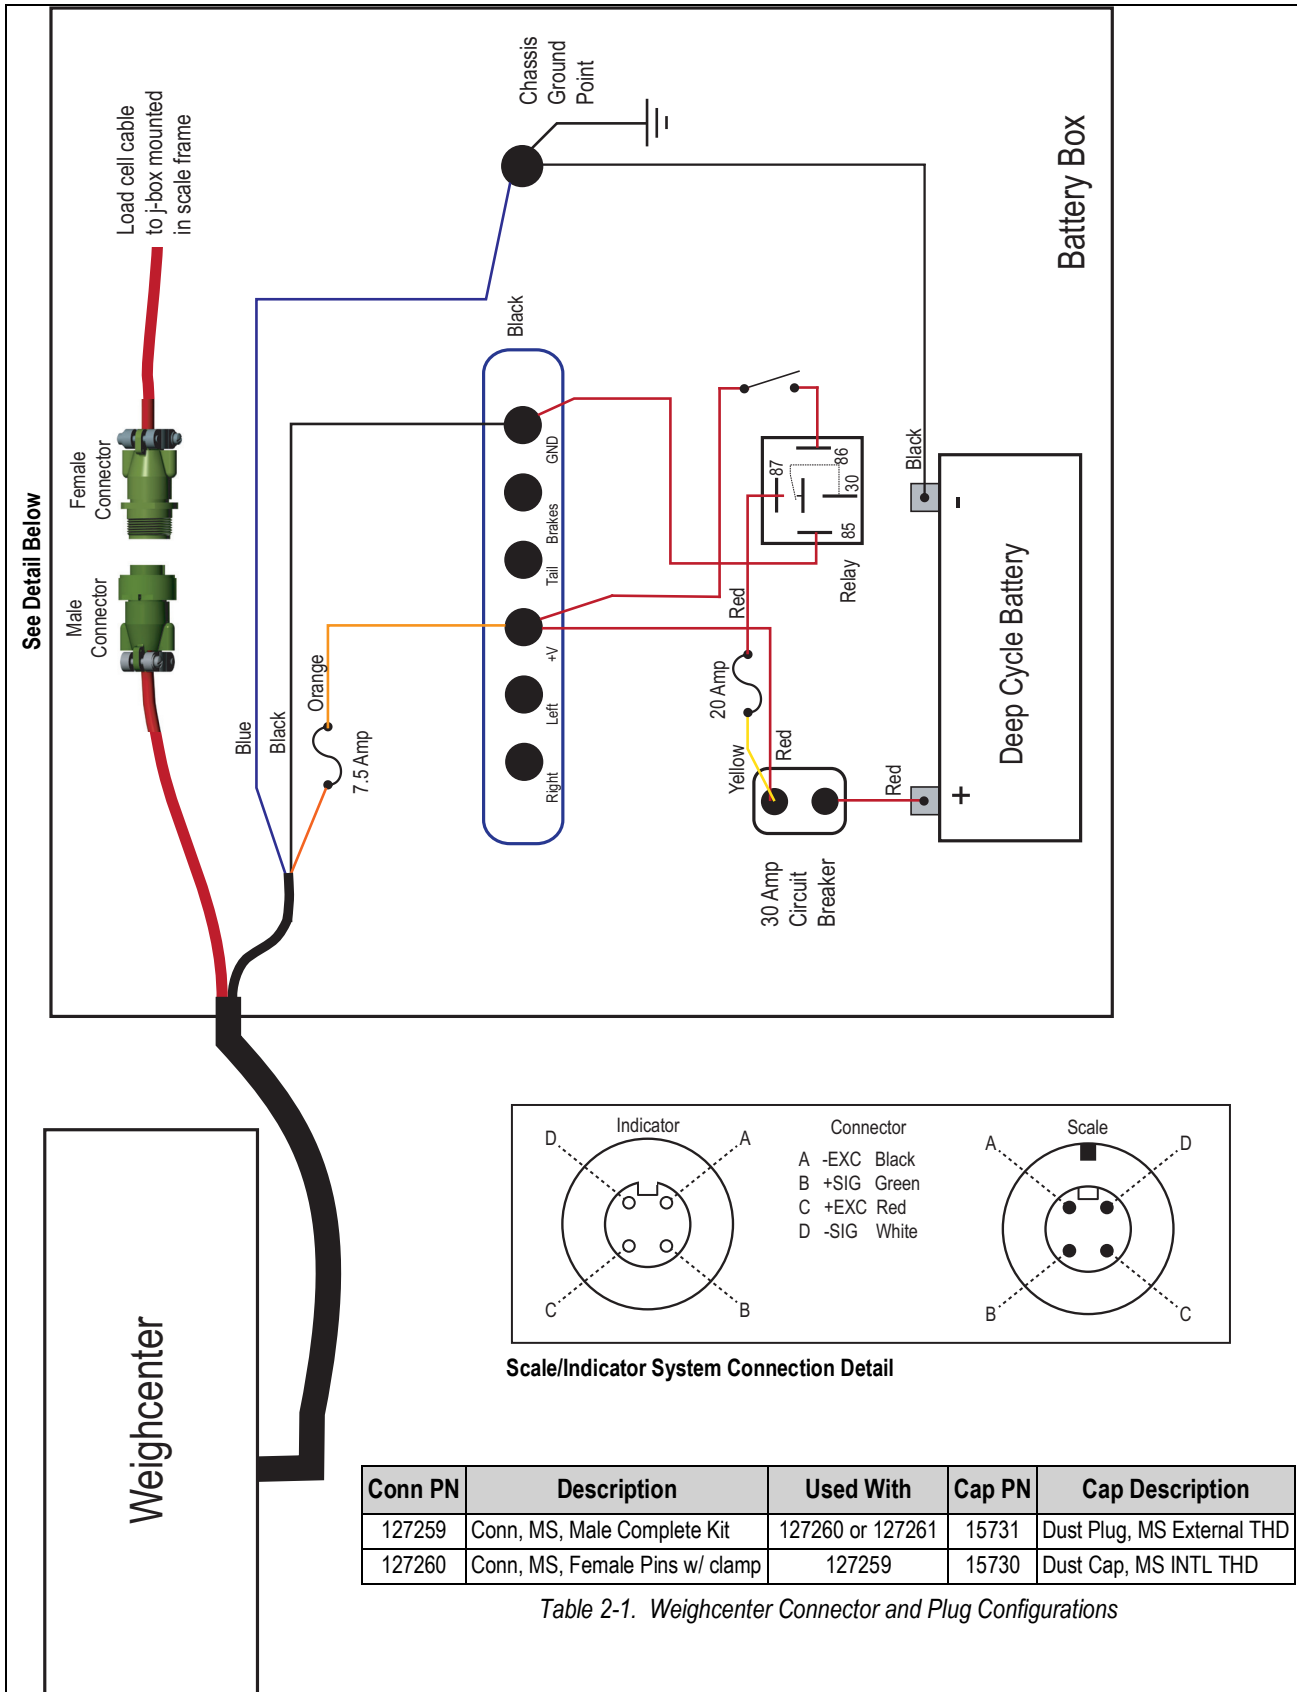 Chassis
Ground
Point
Load cell cable
to j-box mounted
in scale frame
Battery Box
Black
See Detail Below
Female
Connector
Male
Connector
GND
Brakes
Tail
+V
Left
Right
Blue
Black
Orange
7.5 Amp
87
86
30
85
Relay
Red
20 Amp
Yellow
Red
30 Amp
Circuit
Breaker
Red
Black
-
+
Deep Cycle Battery
Weighcenter
Indicator
D
A
C
B
Connector
A -EXC Black
B +SIG Green
C +EXC Red
D -SIG White
Scale
A
D
B
C
Scale/Indicator System Connection Detail
Conn PN Description Used With Cap PN Cap Description
127259 Conn, MS, Male Complete Kit 127260 or 127261 15731 Dust Plug, MS External THD
127260 Conn, MS, Female Pins w/ clamp 127259 15730 Dust Cap, MS INTL THD
Table 2-1. Weighcenter Connector and Plug Configurations